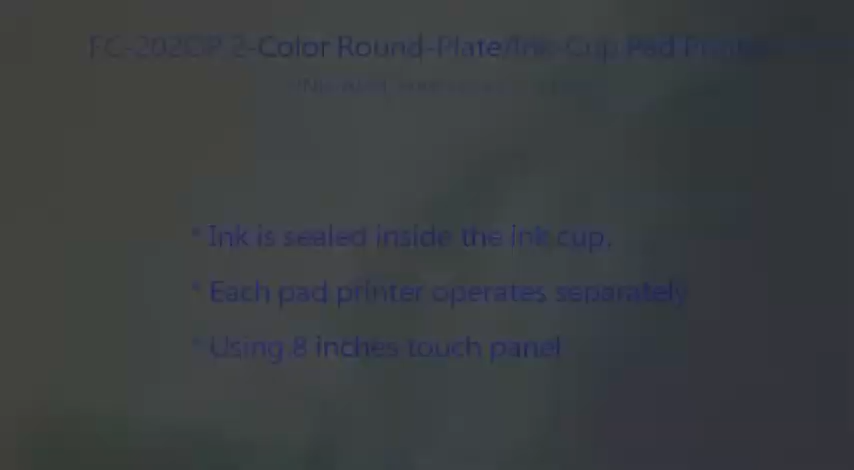 FC-202OP 2-Color Round-Plate/Ink-Cup Pad Printer
* Ink is sealed inside the ink cup.
* Each pad printer operates separately
* Using 8 inches touch panel